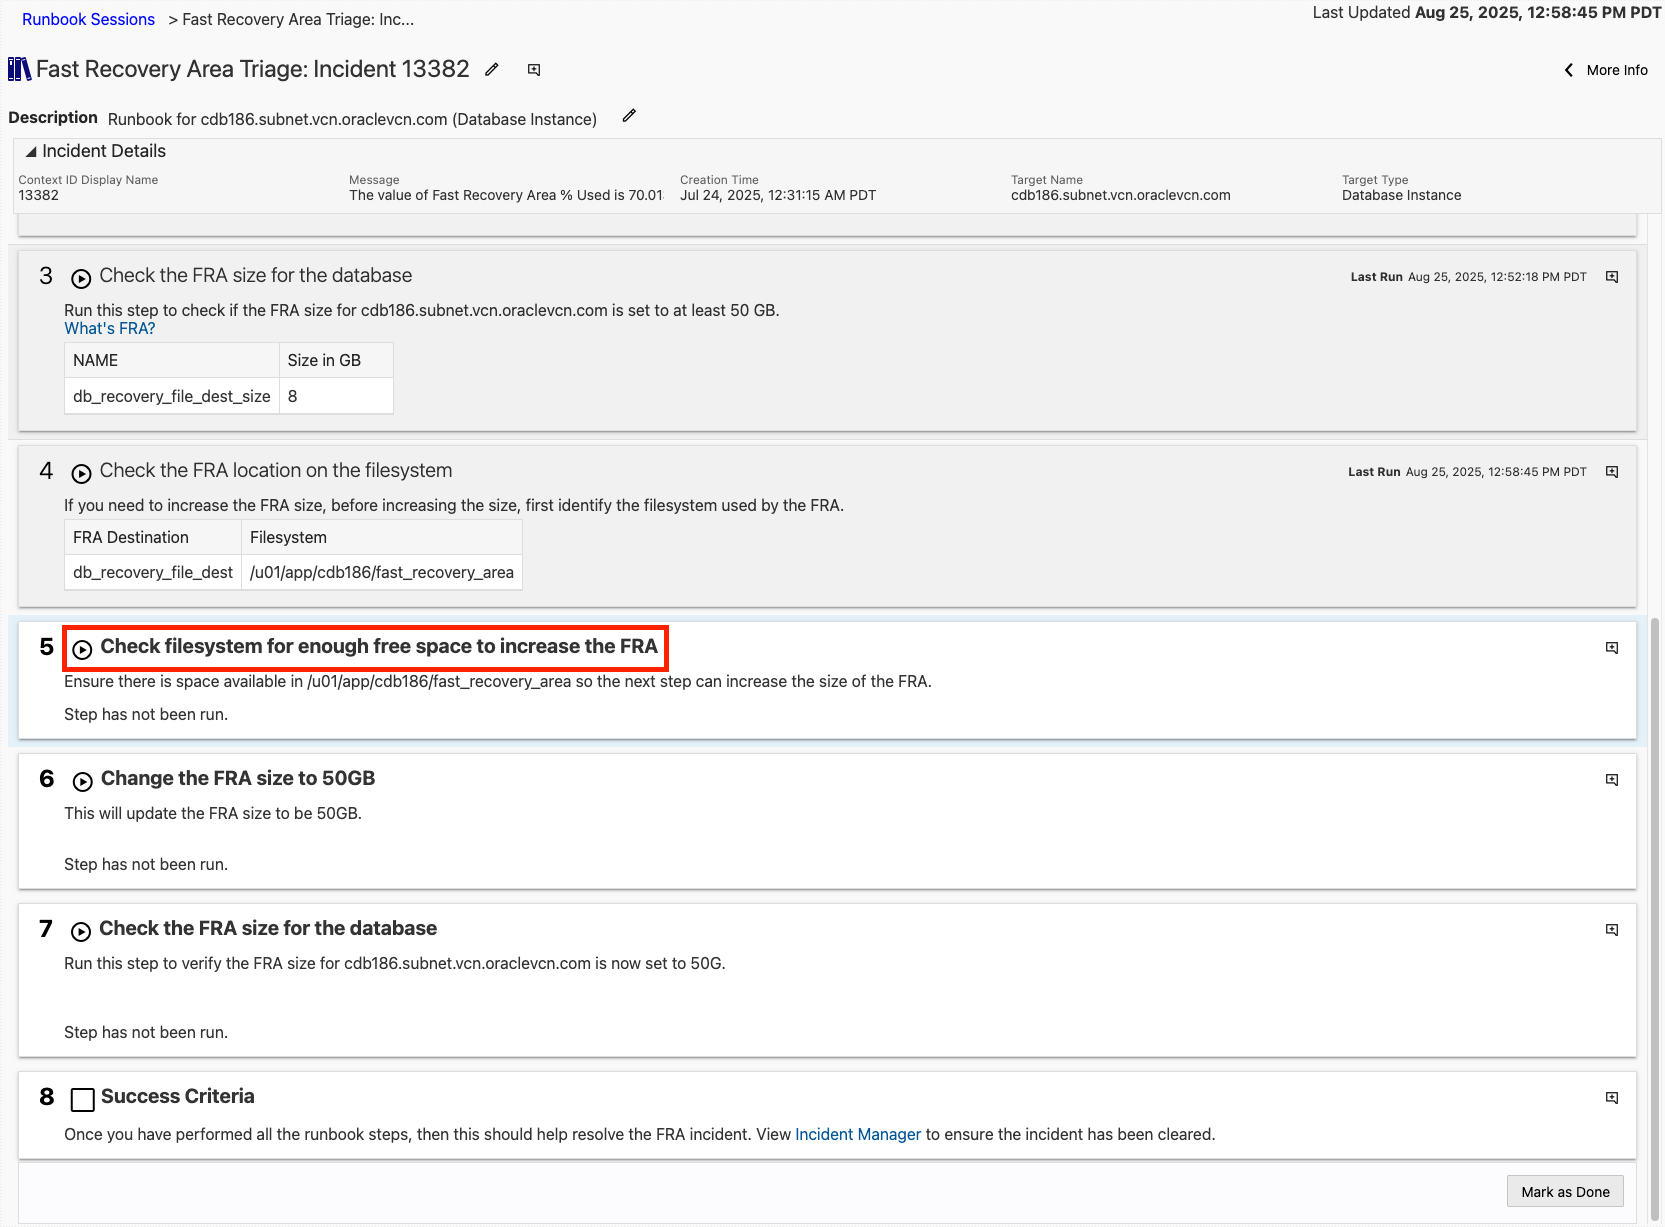 Runbook Sessions > Fast Recovery Area Triage: Inc...
Last Updated Aug 25, 2025, 12:58:45 PM PDT
Fast Recovery Area Triage: Incident 13382
More Info
Description Runbook for cdb186.subnet.vcn.oraclevcn.com (Database Instance)
Incident Details
Context ID Display Name
13382
Message
The value of Fast Recovery Area % Used is 70.01
Creation Time
Jul 24, 2025, 12:31:15 AM PDT
Target Name
cdb186.subnet.vcn.oraclevcn.com
Target Type
Database Instance
3 Check the FRA size for the database
Last Run Aug 25, 2025, 12:52:18 PM PDT
Run this step to check if the FRA size for cdb186.subnet.vcn.oraclevcn.com is set to at least 50 GB.
What's FRA?
NAME Size in GB
db_recovery_file_dest_size 8
4 Check the FRA location on the filesystem
Last Run Aug 25, 2025, 12:58:45 PM PDT
If you need to increase the FRA size, before increasing the size, first identify the filesystem used by the FRA.
FRA Destination Filesystem
db_recovery_file_dest /u01/app/cdb186/fast_recovery_area
5 Check filesystem for enough free space to increase the FRA
Ensure there is space available in /u01/app/cdb186/fast_recovery_area so the next step can increase the size of the FRA.
Step has not been run.
6 Change the FRA size to 50GB
This will update the FRA size to be 50GB.
Step has not been run.
7 Check the FRA size for the database
Run this step to verify the FRA size for cdb186.subnet.vcn.oraclevcn.com is now set to 50G.
Step has not been run.
8 Success Criteria
Once you have performed all the runbook steps, then this should help resolve the FRA incident. View Incident Manager to ensure the incident has been cleared.
Mark as Done